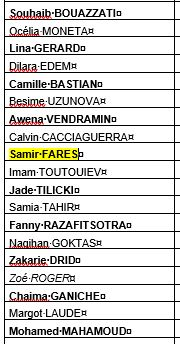 Souhaib BOUAZZATI
Océlia MONETA
Lina GERARD
Dilara EDEM
Camille BASTIAN
Besime UZUNOVA
Awena VENDRAMIN
Calvin CACCIAGUERRA
Samir FARES
Imam TOUTOUIEV
Jade TILICKI
Samia TAHIR
Fanny RAZAFITSOTRA
Nagihan GOKTAS
Zakarie DRID
Zoé ROGER
Chaima GANICHE
Margot LAUDE
Mohamed MAHAMOUD